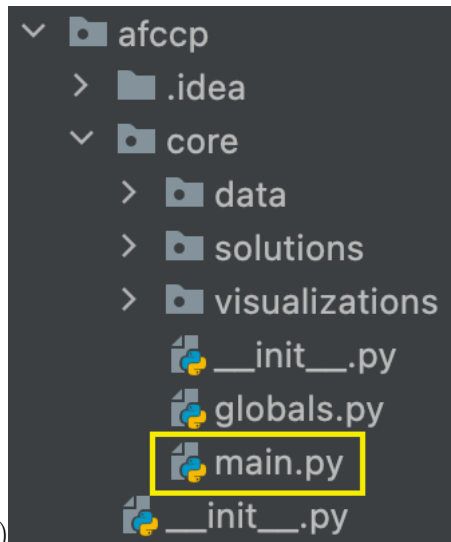 afccp
.idea
core
data
solutions
visualizations
__init__.py
globals.py
main.py
__init__.py
)